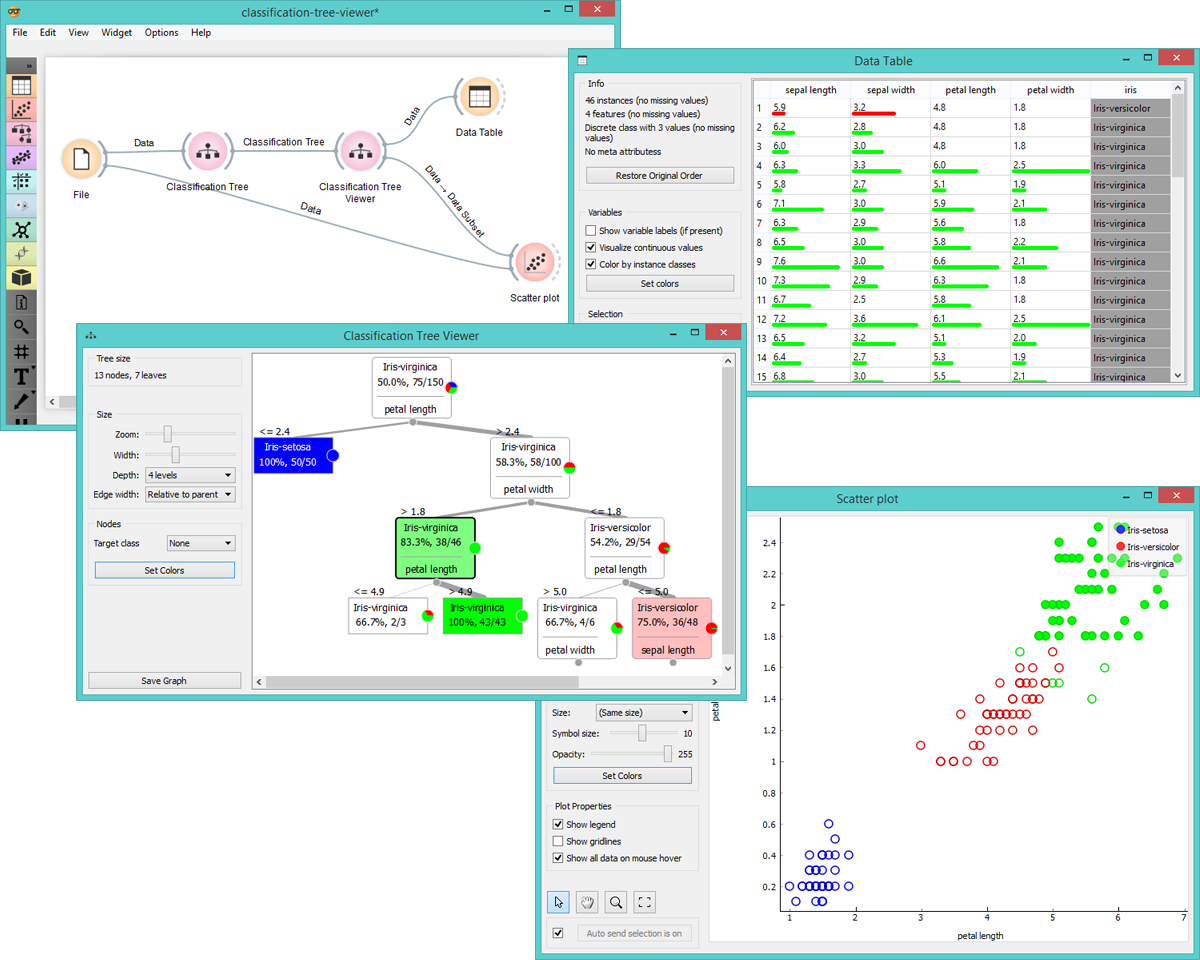 classification-tree-viewer*
File Edit View Widget Options Help
»
T
File
Data
Classification Tree
Classification Tree
Classification Tree
Viewer
Data
Data Table
Data → Data Subset
Data
Scatter plot
Data Table
Info
46 instances (no missing values)
4 features (no missing values)
Discrete class with 3 values (no missing
values)
No meta attributess
Restore Original Order
Variables
Show variable labels (if present)
Visualize continuous values
Color by instance classes
Set colors
Selection
sepal length sepal width petal length petal width iris
1 5.9 3.2 4.8 1.8 Iris-versicolor
2 6.2 2.8 4.8 1.8 Iris-virginica
3 6.0 3.0 4.8 1.8 Iris-virginica
4 6.3 3.3 6.0 2.5 Iris-virginica
5 5.8 2.7 5.1 1.9 Iris-virginica
6 7.1 3.0 5.9 2.1 Iris-virginica
7 6.3 2.9 5.6 1.8 Iris-virginica
8 6.5 3.0 5.8 2.2 Iris-virginica
9 7.6 3.0 6.6 2.1 Iris-virginica
10 7.3 2.9 6.3 1.8 Iris-virginica
11 6.7 2.5 5.8 1.8 Iris-virginica
12 7.2 3.6 6.1 2.5 Iris-virginica
13 6.5 3.2 5.1 2.0 Iris-virginica
14 6.4 2.7 5.3 1.9 Iris-virginica
15 6.8 3.0 5.5 2.1 Iris-virginica
Classification Tree Viewer
Tree size
13 nodes, 7 leaves
Size
Zoom:
Width:
Depth: 4 levels
Edge width: Relative to parent
Nodes
Target class None
Set Colors
Save Graph
Iris-virginica
50.0%, 75/150
petal length
<= 2.4
Iris-setosa
100%, 50/50
> 2.4
Iris-virginica
58.3%, 58/100
petal width
> 1.8
Iris-virginica
83.3%, 38/46
petal length
<= 1.8
Iris-versicolor
54.2%, 29/54
petal length
<= 4.9
Iris-virginica
66.7%, 2/3
> 4.9
Iris-virginica
100%, 43/43
> 5.0
Iris-virginica
66.7%, 4/6
petal width
<= 5.0
Iris-versicolor
75.0%, 36/48
sepal length
Scatter plot
Size: (Same size)
Symbol size: 10
Opacity: 255
Set Colors
Plot Properties
Show legend
Show gridlines
Show all data on mouse hover
Auto send selection is on
petal
2.4
2.2
2
1.8
1.6
1.4
1.2
1
0.8
0.6
0.4
0.2
1 2 3 4 5 6 7
petal length
Iris-setosa
Iris-versicolor
Iris-virginica